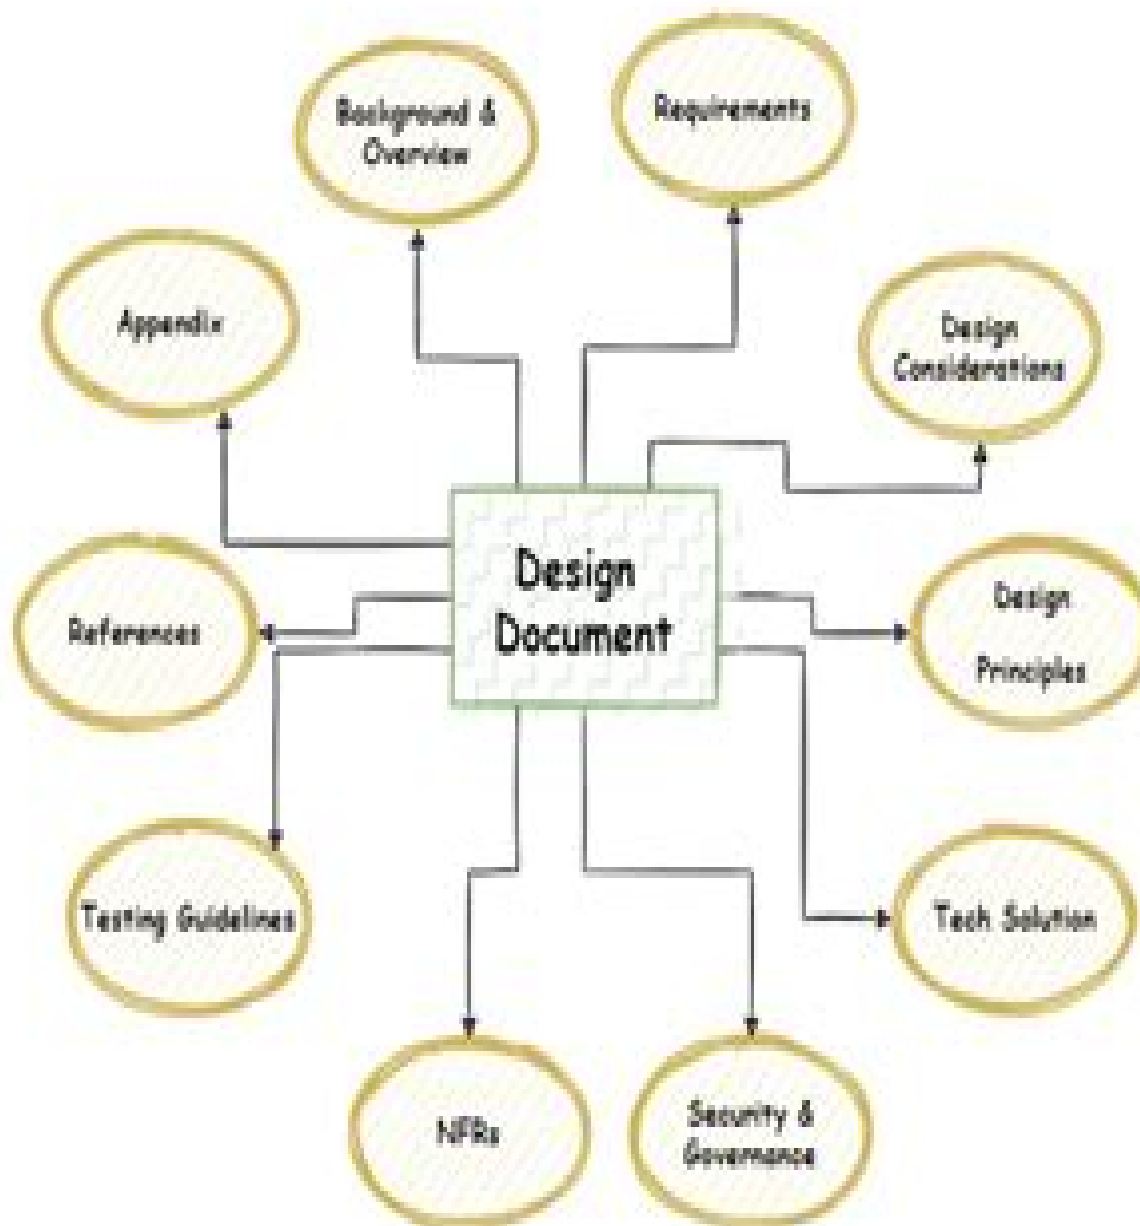 Background &
Overview
Requirements
Appendix
Design
Considerations
Design
Document
References
Design
Principles
Testing Guidelines
Tech Solution
NFRs
Security &
Governance